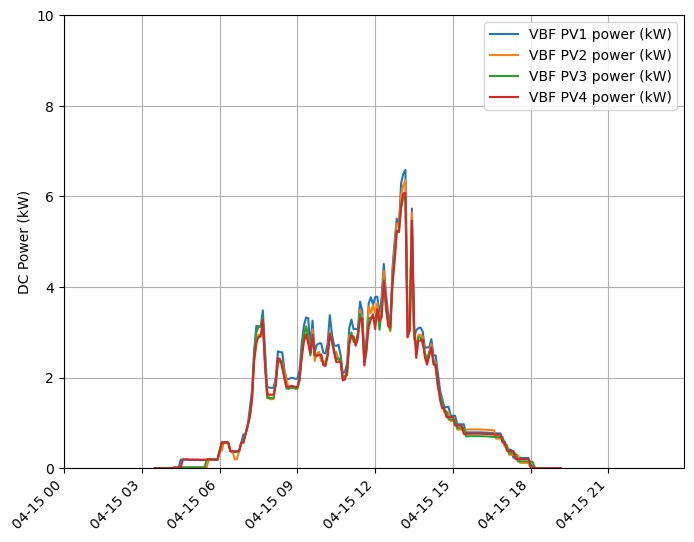 10
8
6
4
2
0
DC Power (kW)
VBF PV1 power (kW)
VBF PV2 power (kW)
VBF PV3 power (kW)
VBF PV4 power (kW)
04-15 00
04-15 03
04-15 06
04-15 09
04-15 12
04-15 15
04-15 18
04-15 21